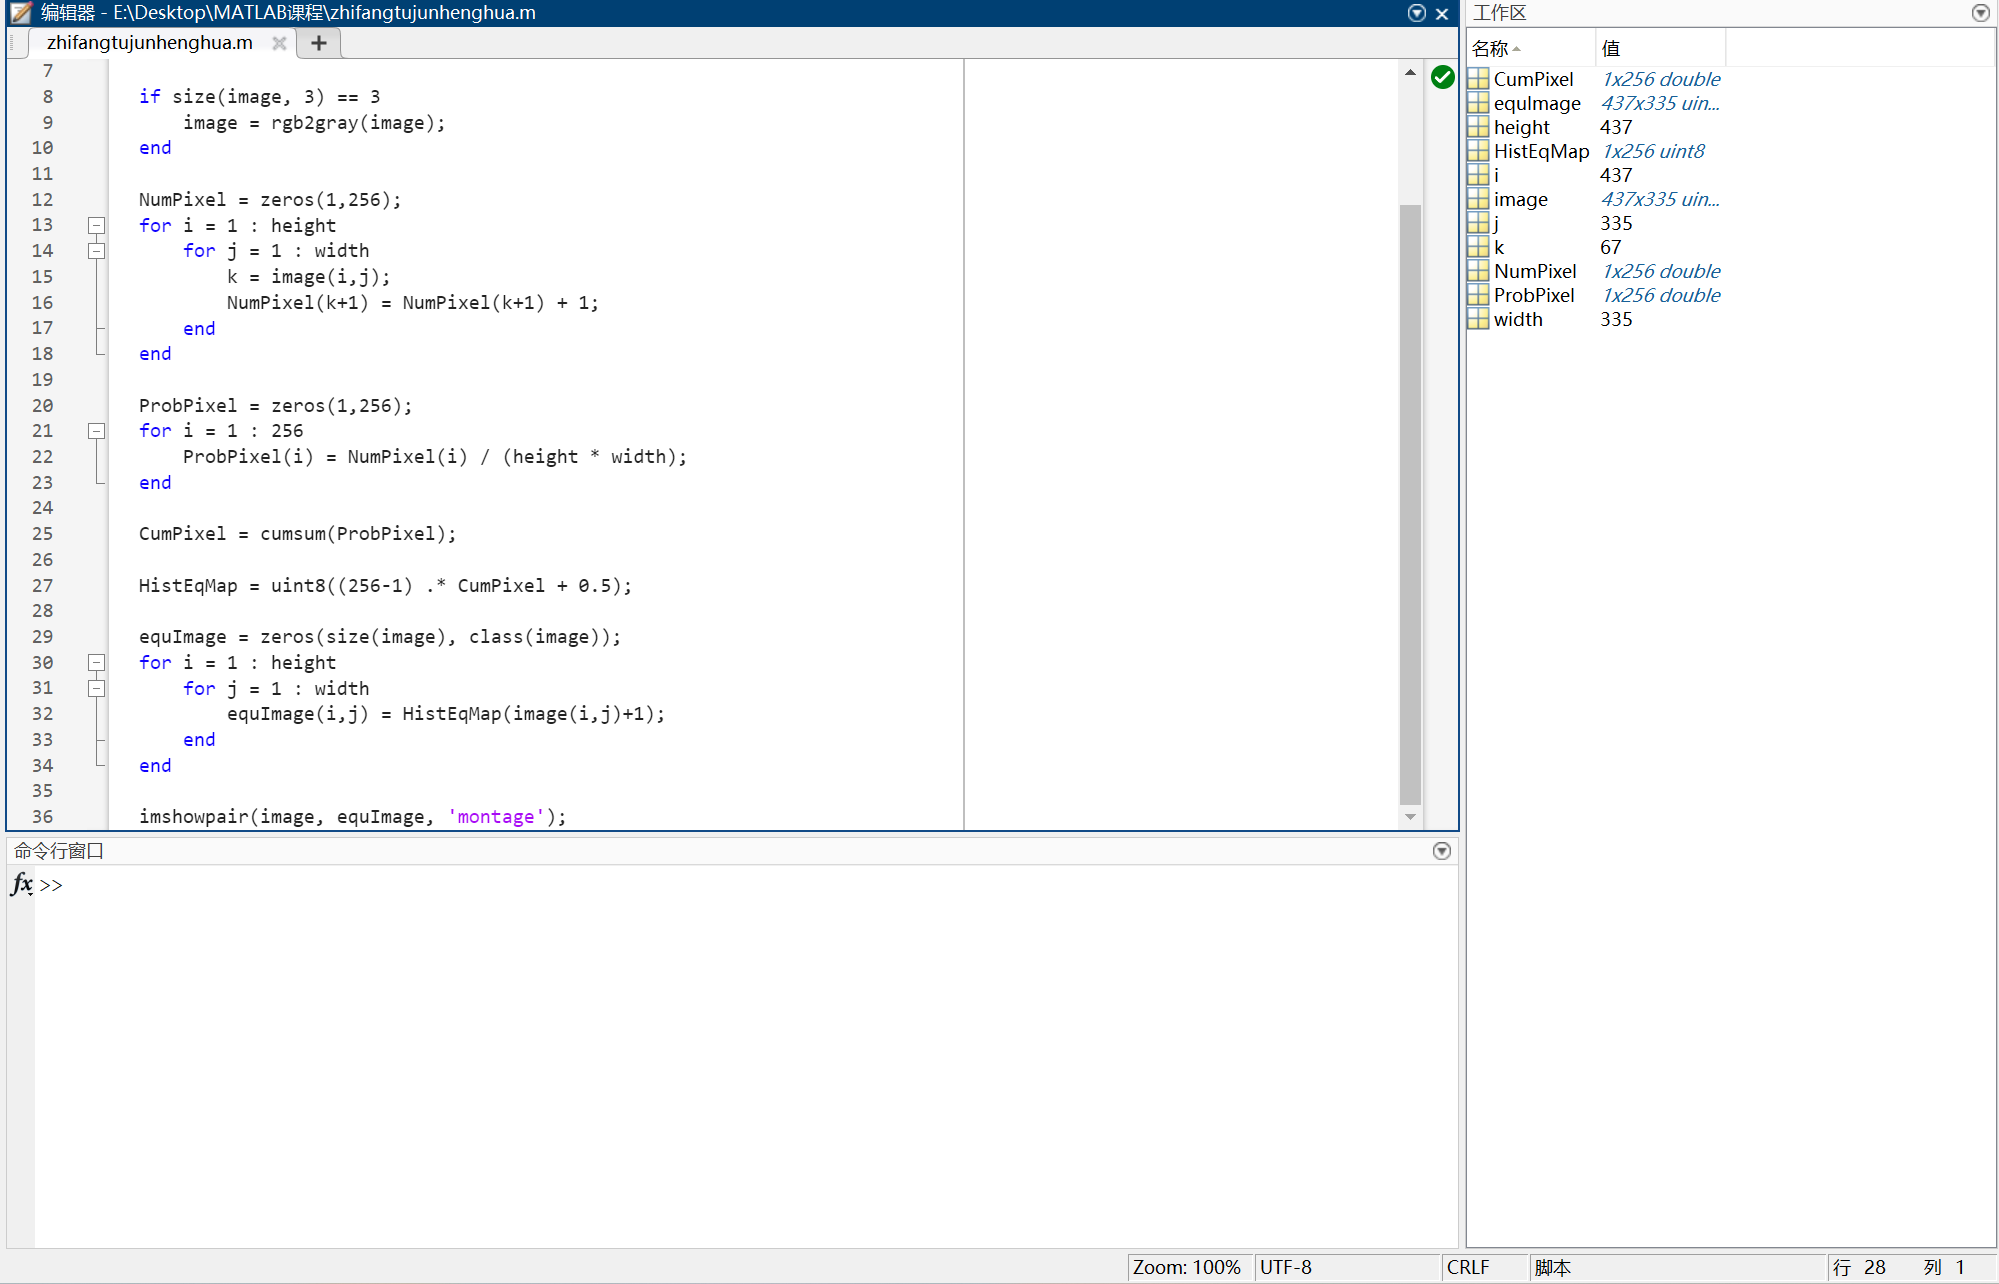 编辑器 - E:\Desktop\MATLAB课程\zhifangtujunhenghua.m
zhifangtujunhenghua.m
7
8 if size(image, 3) == 3
9 image = rgb2gray(image);
10 end
11
12 NumPixel = zeros(1,256);
13 for i = 1 : height
14 for j = 1 : width
15 k = image(i,j);
16 NumPixel(k+1) = NumPixel(k+1) + 1;
17 end
18 end
19
20 ProbPixel = zeros(1,256);
21 for i = 1 : 256
22 ProbPixel(i) = NumPixel(i) / (height * width);
23 end
24
25 CumPixel = cumsum(ProbPixel);
26
27 HistEqMap = uint8((256-1) .* CumPixel + 0.5);
28
29 equImage = zeros(size(image), class(image));
30 for i = 1 : height
31 for j = 1 : width
32 equImage(i,j) = HistEqMap(image(i,j)+1);
33 end
34 end
35
36 imshowpair(image, equImage, 'montage');
命令行窗口
fx >>
工作区
名称 值
CumPixel 1x256 double
equImage 437x335 uin...
height 437
HistEqMap 1x256 uint8
i 437
image 437x335 uin...
j 335
k 67
NumPixel 1x256 double
ProbPixel 1x256 double
width 335
Zoom: 100% UTF-8 CRLF 脚本 行 28 列 1